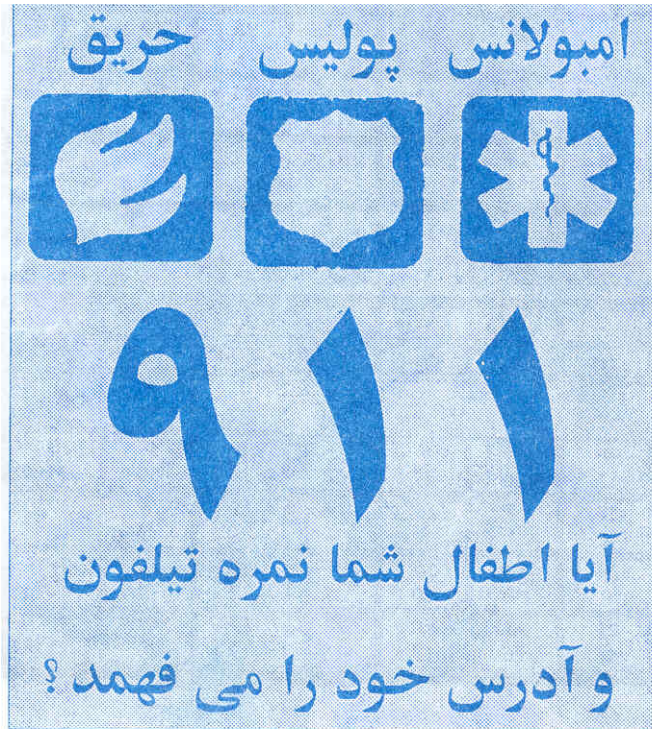 امبولانس پولیس حریق
۹۱۱
آیا اطفال شما نمره تیلفون
و آدرس خود را می فهمد ؟